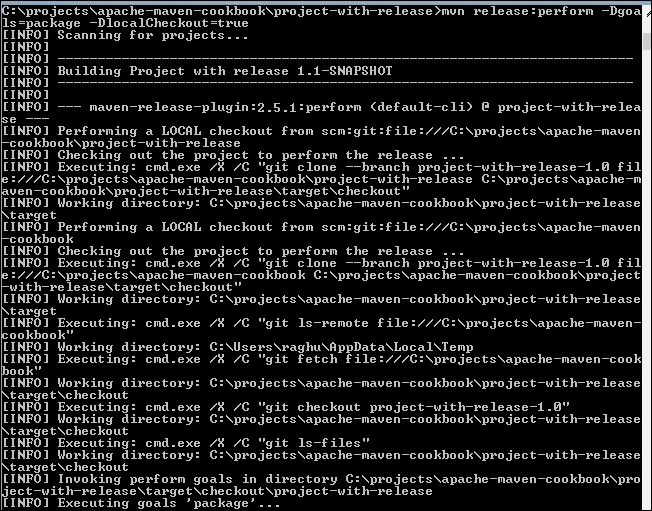 C:\projects\apache-maven-cookbook\project-with-release>mvn release:perform -Dgoa
ls=package -DlocalCheckout=true
[INFO] Scanning for projects...
[INFO]
[INFO] ------------------------------------------------------------------------
[INFO] Building Project with release 1.1-SNAPSHOT
[INFO] ------------------------------------------------------------------------
[INFO]
[INFO] --- maven-release-plugin:2.5.1:perform (default-cli) @ project-with-relea
se ---
[INFO] Performing a LOCAL checkout from scm:git:file:///C:\projects\apache-maven
-cookbook\project-with-release
[INFO] Checking out the project to perform the release ...
[INFO] Executing: cmd.exe /X /C "git clone --branch project-with-release-1.0 fil
e:///C:\projects\apache-maven-cookbook\project-with-release C:\projects\apache-m
aven-cookbook\project-with-release\target\checkout"
[INFO] Working directory: C:\projects\apache-maven-cookbook\project-with-release
\target
[INFO] Performing a LOCAL checkout from scm:git:file:///C:\projects\apache-maven
-cookbook
[INFO] Checking out the project to perform the release ...
[INFO] Executing: cmd.exe /X /C "git clone --branch project-with-release-1.0 fil
e:///C:\projects\apache-maven-cookbook C:\projects\apache-maven-cookbook\project
-with-release\target\checkout"
[INFO] Working directory: C:\projects\apache-maven-cookbook\project-with-release
\target
[INFO] Executing: cmd.exe /X /C "git ls-remote file:///C:\projects\apache-maven-
cookbook"
[INFO] Working directory: C:\Users\raghu\AppData\Local\Temp
[INFO] Executing: cmd.exe /X /C "git fetch file:///C:\projects\apache-maven-cook
book"
[INFO] Working directory: C:\projects\apache-maven-cookbook\project-with-release
\target\checkout
[INFO] Executing: cmd.exe /X /C "git checkout project-with-release-1.0"
[INFO] Working directory: C:\projects\apache-maven-cookbook\project-with-release
\target\checkout
[INFO] Executing: cmd.exe /X /C "git ls-files"
[INFO] Working directory: C:\projects\apache-maven-cookbook\project-with-release
\target\checkout
[INFO] Invoking perform goals in directory C:\projects\apache-maven-cookbook\pro
ject-with-release\target\checkout\project-with-release
[INFO] Executing goals 'package'...